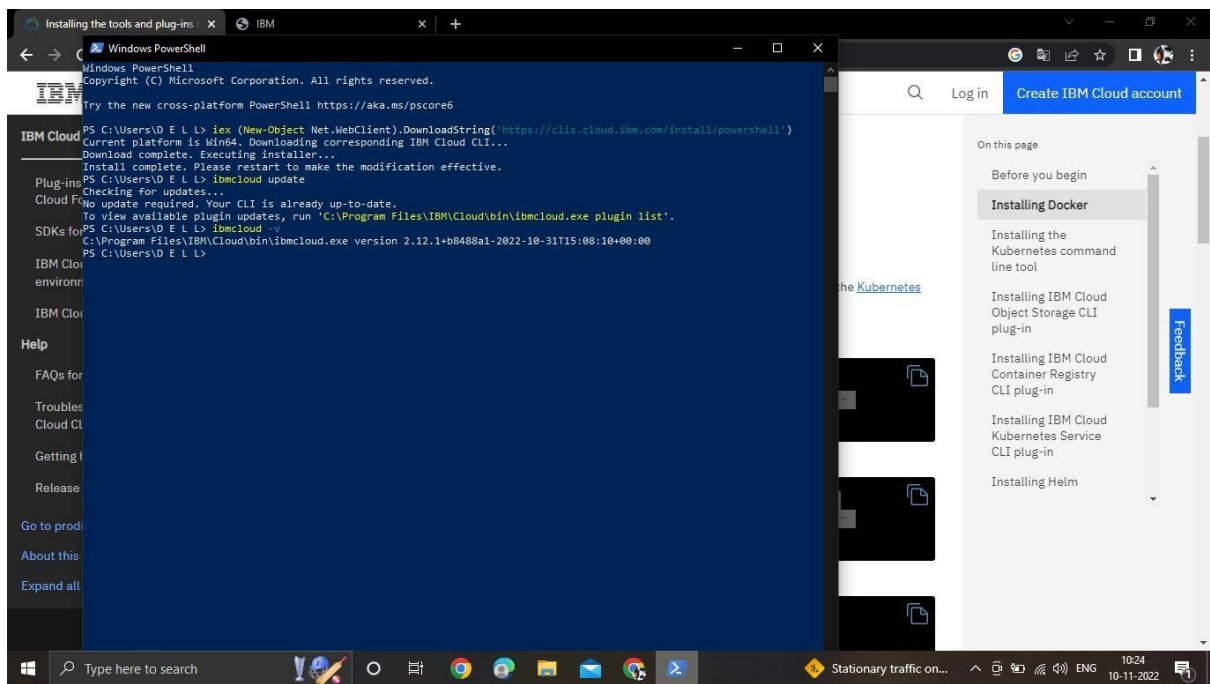 Installing the tools and plug-ins
IBM
Windows PowerShell
Windows PowerShell
Copyright (C) Microsoft Corporation. All rights reserved.
Try the new cross-platform PowerShell https://aka.ms/pscore6
PS C:\Users\D E L L> iex (New-Object Net.WebClient).DownloadString('https://clis.cloud.ibm.com/install/powershell')
Current platform is Win64. Downloading corresponding IBM Cloud CLI...
Download complete. Executing installer...
Install complete. Please restart to make the modification effective.
PS C:\Users\D E L L> ibmcloud update
Checking for updates...
No update required. Your CLI is already up-to-date.
To view available plugin updates, run 'C:\Program Files\IBM\Cloud\bin\ibmcloud.exe plugin list'.
PS C:\Users\D E L L> ibmcloud -v
C:\Program Files\IBM\Cloud\bin\ibmcloud.exe version 2.12.1+b8488a1-2022-10-31T15:08:10+00:00
PS C:\Users\D E L L>
IBM
IBM Cloud
Plug-ins
Cloud Fo
SDKs for
IBM Clou
environm
IBM Clou
Help
FAQs for
Troubles
Cloud CL
Getting h
Release
Go to produ
About this
Expand all
Log in
Create IBM Cloud account
the Kubernetes
On this page
Before you begin
Installing Docker
Installing the
Kubernetes command
line tool
Installing IBM Cloud
Object Storage CLI
plug-in
Installing IBM Cloud
Container Registry
CLI plug-in
Installing IBM Cloud
Kubernetes Service
CLI plug-in
Installing Helm
Feedback
Type here to search
Stationary traffic on...
ENG
10:24
10-11-2022